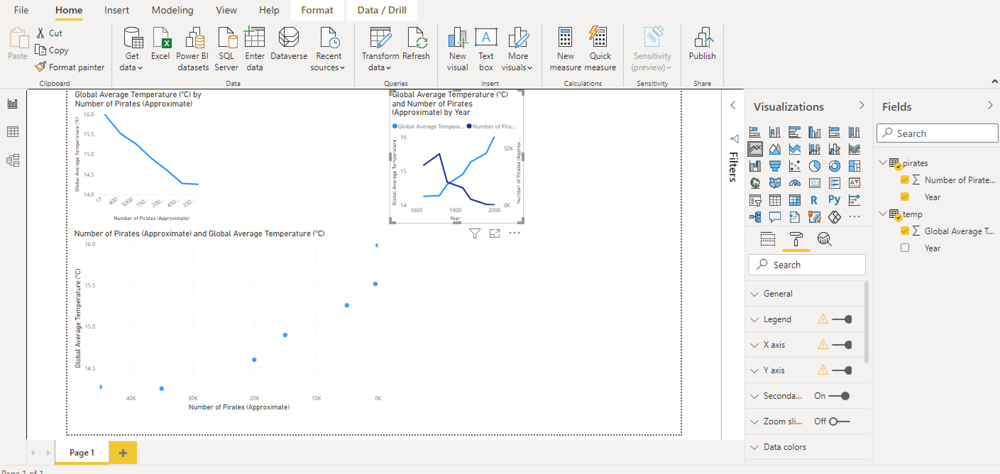 File Home Insert Modeling View Help Format Data / Drill
Paste
Cut
Copy
Format painter
Clipboard
Get data
Excel
Power BI datasets
SQL Server
Enter data
Dataverse
Recent sources
Data
Transform data
Refresh
Queries
New visual
Text box
A
More visuals
Insert
New measure
Quick measure
Calculations
Sensitivity (preview)
Sensitivity
Publish
Share
Global Average Temperature (°C) by
Number of Pirates (Approximate)
Global Average Temperature (°C)
16.0
15.5
15.0
14.5
14.0
17 400 5000 150... 200... 450... 350...
Number of Pirates (Approximate)
Global Average Temperature (°C)
and Number of Pirates
(Approximate) by Year
Global Average Tempera... Number of Pira...
Global Average Temperature...
16
15
14
50K
0K
Number of Pirates (Approxi...
1800 1900 2000
Year
Number of Pirates (Approximate) and Global Average Temperature (°C)
Global Average Temperature (°C)
16.0
15.5
15.0
14.5
40K 30K 20K 10K 0K
Number of Pirates (Approximate)
Filters
Visualizations
123
R Py
Search
General
Legend
X axis
Y axis
Seconda... On
Zoom sli... Off
Data colors
Fields
Search
pirates
Number of Pirate...
Year
temp
Global Average T...
Year
Page 1
Page 1 of 1